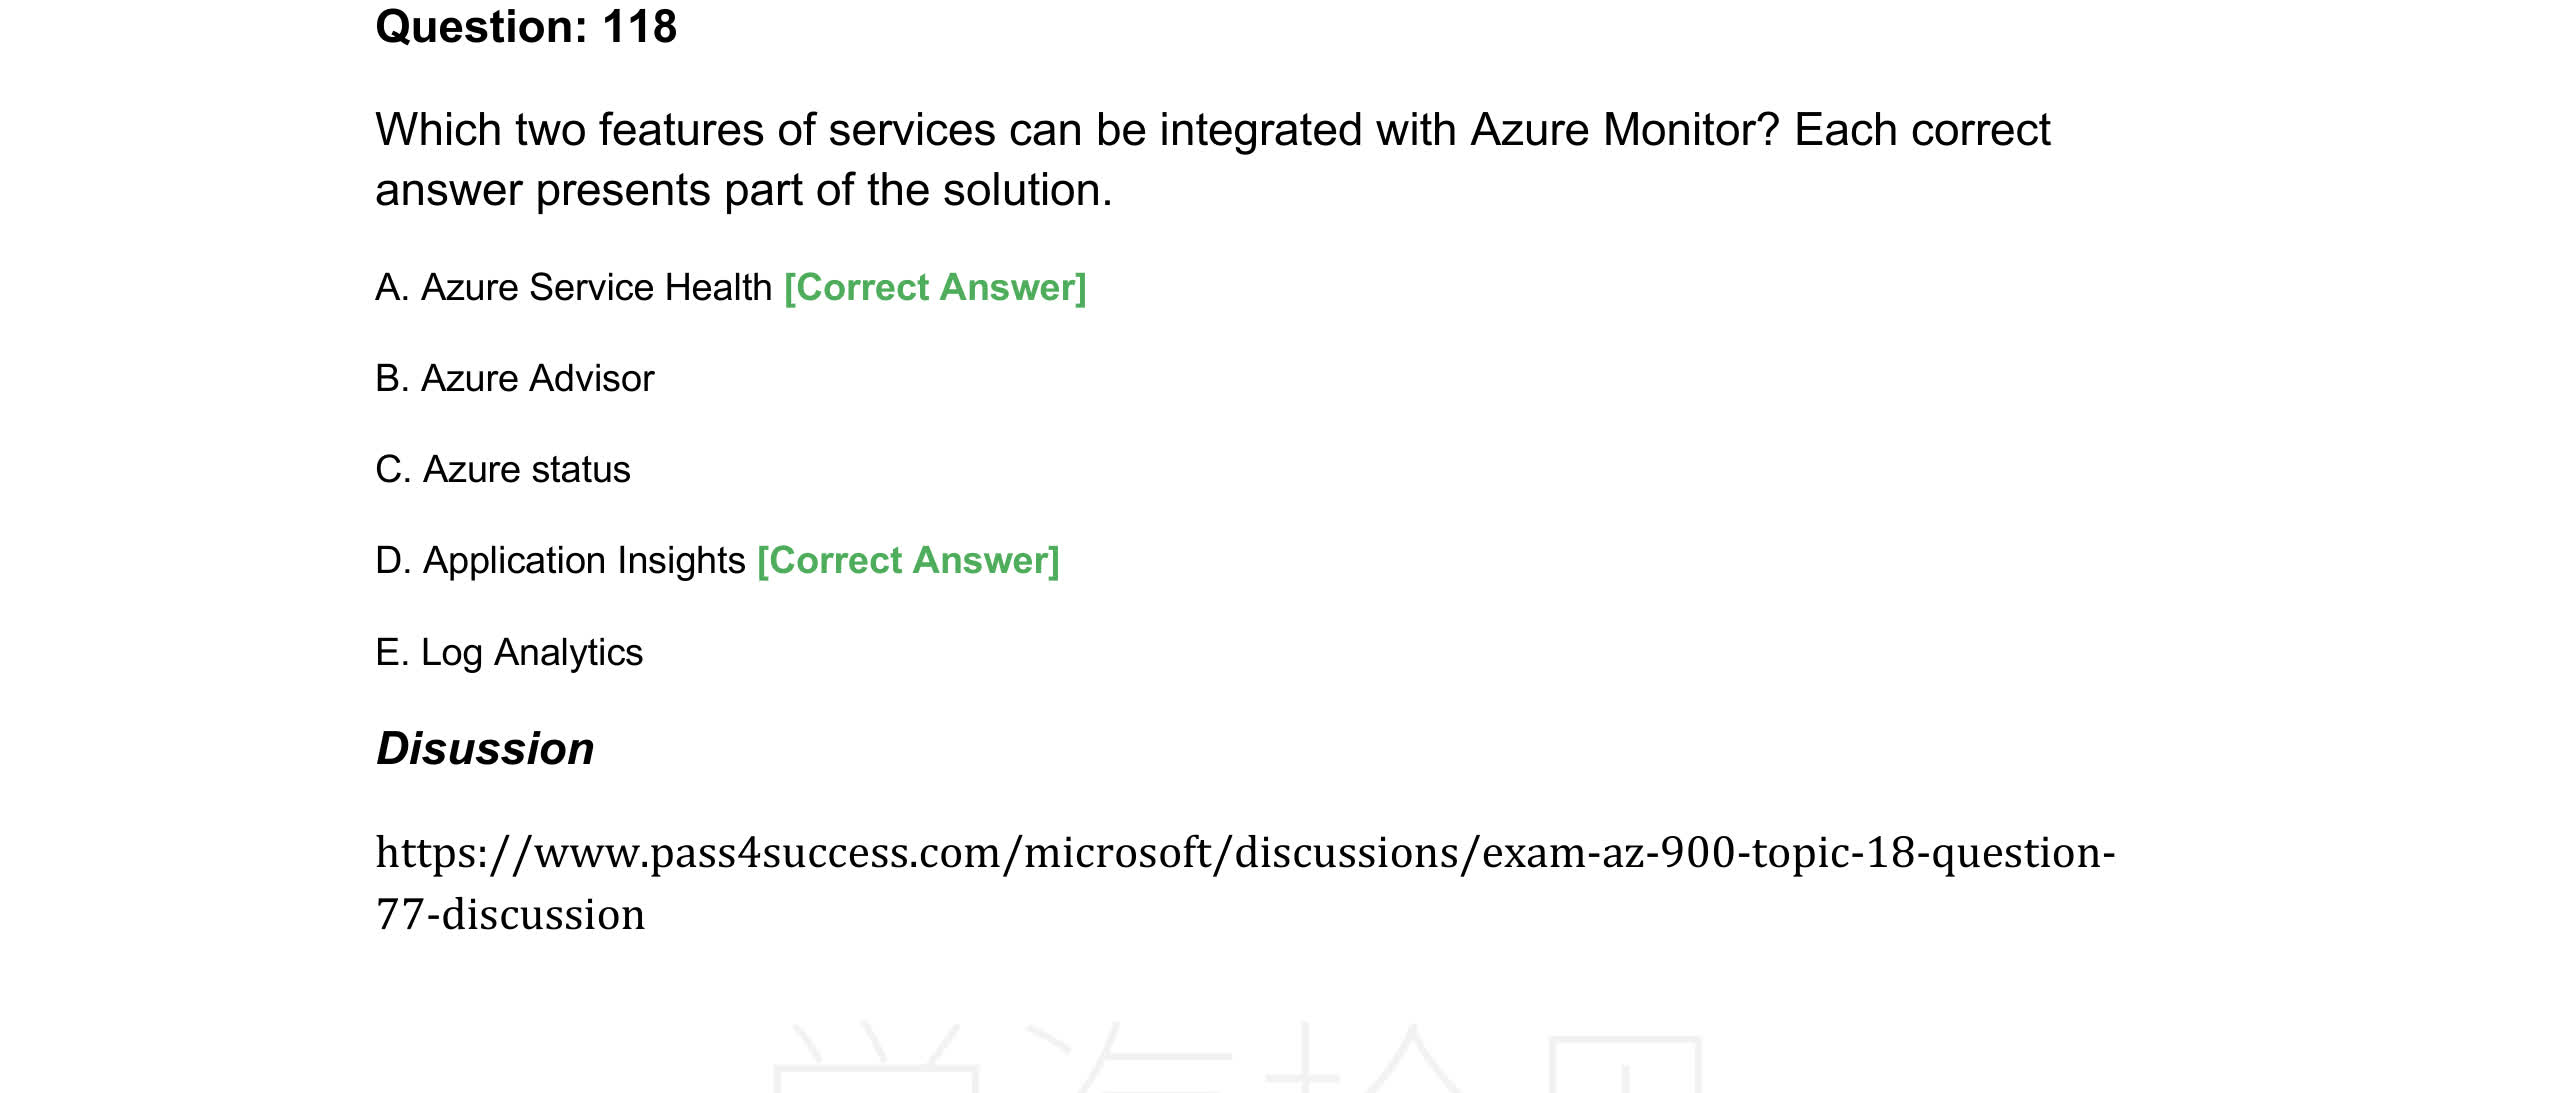 Question: 118
Which two features of services can be integrated with Azure Monitor? Each correct
answer presents part of the solution.
A. Azure Service Health [Correct Answer]
B. Azure Advisor
C. Azure status
D. Application Insights [Correct Answer]
E. Log Analytics
Disussion
https://www.pass4success.com/microsoft/discussions/exam-az-900-topic-18-question-
77-discussion